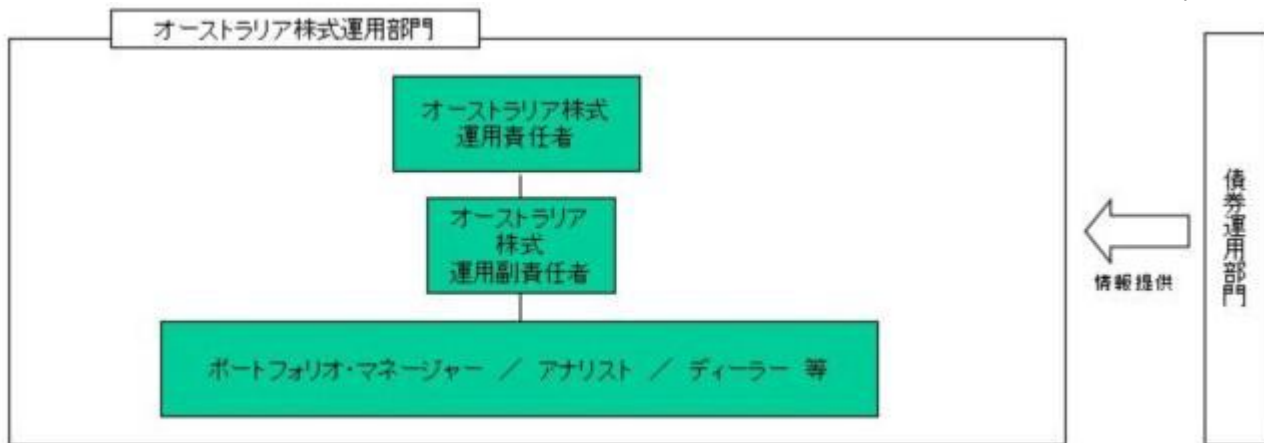 オーストラリア株式運用部門
オーストラリア株式
運用責任者
オーストラリア
株式
運用副責任者
ポートフォリオ・マネージャー ／ アナリスト ／ ディーラー 等
情報提供
債券運用部門